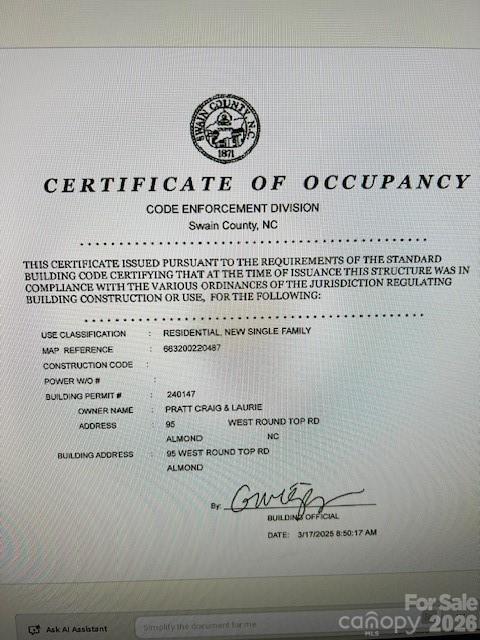 SWAIN COUNTY, N.C.
1871
CERTIFICATE OF OCCUPANCY
CODE ENFORCEMENT DIVISION
Swain County, NC
THIS CERTIFICATE ISSUED PURSUANT TO THE REQUIREMENTS OF THE STANDARD
BUILDING CODE CERTIFYING THAT AT THE TIME OF ISSUANCE THIS STRUCTURE WAS IN
COMPLIANCE WITH THE VARIOUS ORDINANCES OF THE JURISDICTION REGULATING
BUILDING CONSTRUCTION OR USE, FOR THE FOLLOWING:
USE CLASSIFICATION : RESIDENTIAL, NEW SINGLE FAMILY
MAP REFERENCE : 663200220487
CONSTRUCTION CODE :
POWER W/O # :
BUILDING PERMIT # : 240147
OWNER NAME : PRATT CRAIG & LAURIE
ADDRESS : 95 WEST ROUND TOP RD
ALMOND NC
BUILDING ADDRESS : 95 WEST ROUND TOP RD
ALMOND
By:
BUILDING OFFICIAL
DATE: 3/17/2025 8:50:17 AM
Ask AI Assistant
Simplify the document for me
For Sale
canopy 2026
MLS